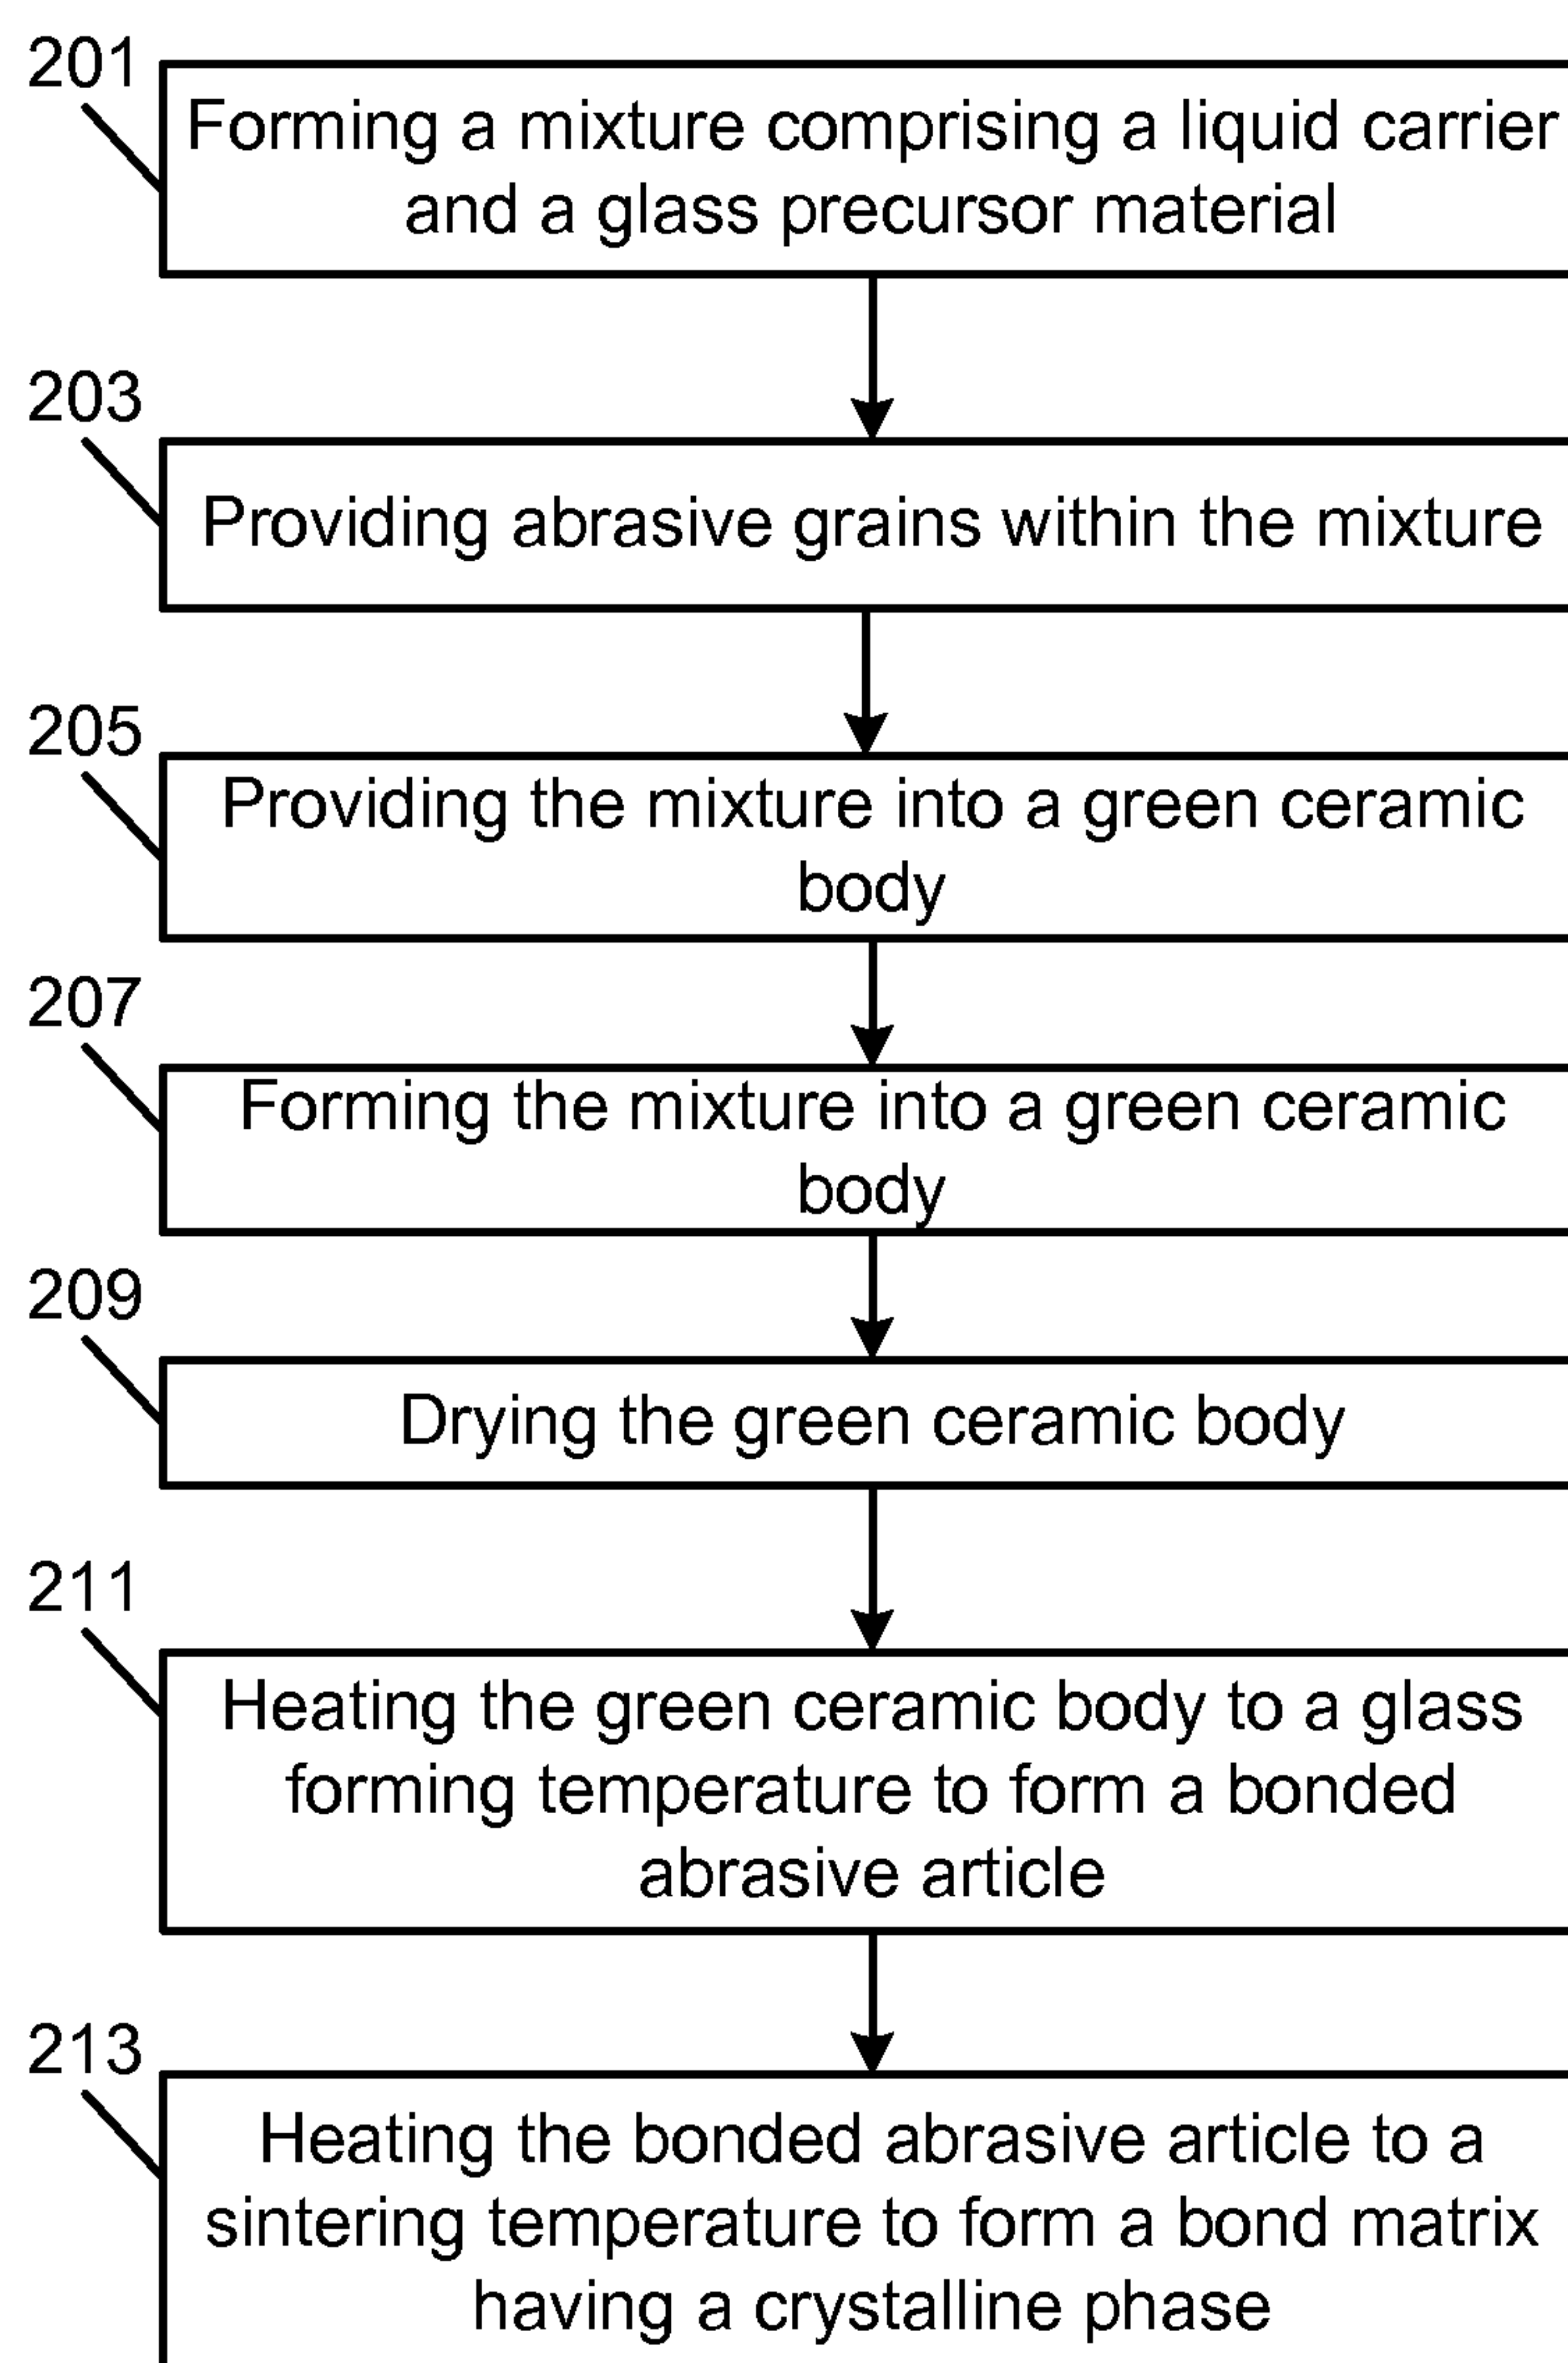 201
Forming a mixture comprising a liquid carrier
and a glass precursor material
203
Providing abrasive grains within the mixture
205
Providing the mixture into a green ceramic
body
207
Forming the mixture into a green ceramic
body
209
Drying the green ceramic body
211
Heating the green ceramic body to a glass
forming temperature to form a bonded
abrasive article
213
Heating the bonded abrasive article to a
sintering temperature to form a bond matrix
having a crystalline phase